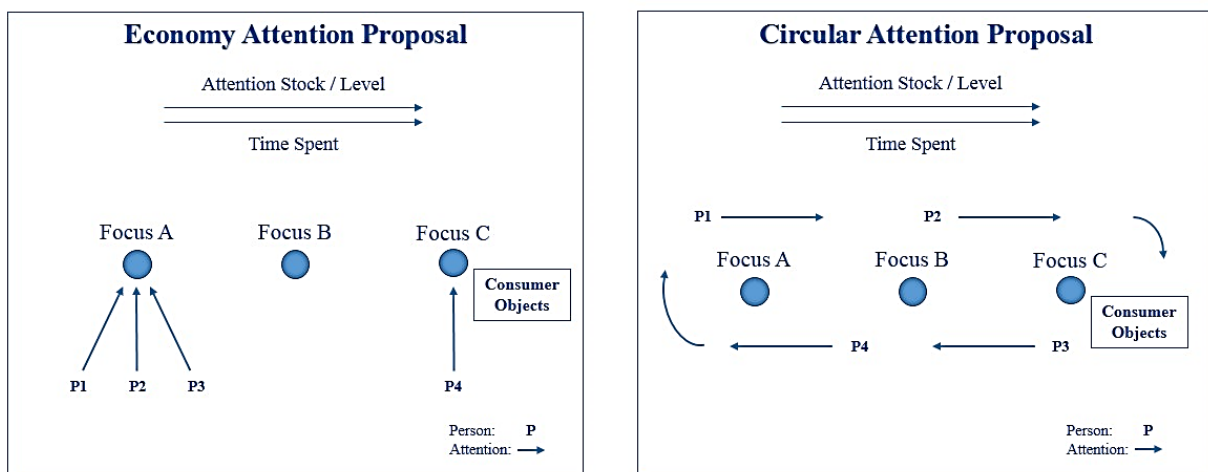 Economy Attention Proposal
Attention Stock / Level
Time Spent
Focus A
Focus B
Focus C
Consumer
Objects
P1
P2
P3
P4
Person: P
Attention:
Circular Attention Proposal
Attention Stock / Level
Time Spent
P1
P2
Focus A
Focus B
Focus C
Consumer
Objects
P4
P3
Person: P
Attention: